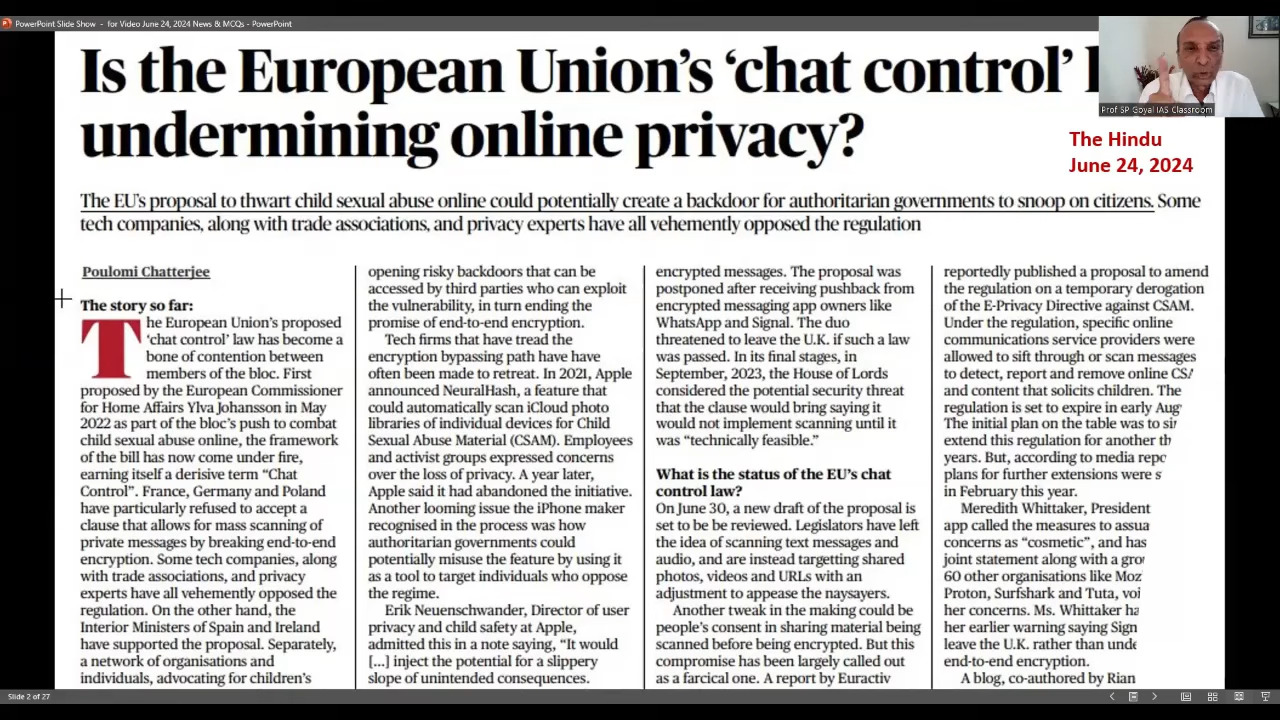 PowerPoint Slide Show - for Video June 24, 2024 News & MCQs - PowerPoint
Is the European Union's ‘chat control’
undermining online privacy?
Prof SP Goyal IAS Classroom
The Hindu
June 24, 2024
The EU's proposal to thwart child sexual abuse online could potentially create a backdoor for authoritarian governments to snoop on citizens. Some
tech companies, along with trade associations, and privacy experts have all vehemently opposed the regulation
Poulomi Chatterjee
The story so far:
The European Union's proposed
‘chat control’ law has become a
bone of contention between
members of the bloc. First
proposed by the European Commissioner
for Home Affairs Ylva Johansson in May
2022 as part of the bloc's push to combat
child sexual abuse online, the framework
of the bill has now come under fire,
earning itself a derisive term “Chat
Control”. France, Germany and Poland
have particularly refused to accept a
clause that allows for mass scanning of
private messages by breaking end-to-end
encryption. Some tech companies, along
with trade associations, and privacy
experts have all vehemently opposed the
regulation. On the other hand, the
Interior Ministers of Spain and Ireland
have supported the proposal. Separately,
a network of organisations and
individuals, advocating for children's
opening risky backdoors that can be
accessed by third parties who can exploit
the vulnerability, in turn ending the
promise of end-to-end encryption.
Tech firms that have tread the
encryption bypassing path have have
often been made to retreat. In 2021, Apple
announced NeuralHash, a feature that
could automatically scan iCloud photo
libraries of individual devices for Child
Sexual Abuse Material (CSAM). Employees
and activist groups expressed concerns
over the loss of privacy. A year later,
Apple said it had abandoned the initiative.
Another looming issue the iPhone maker
recognised in the process was how
authoritarian governments could
potentially misuse the feature by using it
as a tool to target individuals who oppose
the regime.
Erik Neuenschwander, Director of user
privacy and child safety at Apple,
admitted this in a note saying, “It would
[...] inject the potential for a slippery
slope of unintended consequences.
encrypted messages. The proposal was
postponed after receiving pushback from
encrypted messaging app owners like
WhatsApp and Signal. The duo
threatened to leave the U.K. if such a law
was passed. In its final stages, in
September, 2023, the House of Lords
considered the potential security threat
that the clause would bring saying it
would not implement scanning until it
was “technically feasible.”
What is the status of the EU's chat
control law?
On June 30, a new draft of the proposal is
set to be reviewed. Legislators have left
the idea of scanning text messages and
audio, and are instead targetting shared
photos, videos and URLs with an
adjustment to appease the naysayers.
Another tweak in the making could be
people's consent in sharing material being
scanned before being encrypted. But this
compromise has been largely called out
as a farcical one. A report by Euractiv
reportedly published a proposal to amend
the regulation on a temporary derogation
of the E-Privacy Directive against CSAM.
Under the regulation, specific online
communications service providers were
allowed to sift through or scan messages
to detect, report and remove online
and content that solicits children. The
regulation is set to expire in early
The initial plan on the table was to
extend this regulation for another
years. But, according to media
plans for further extensions were
in February this year.
Meredith Whittaker, President
app called the measures to
concerns as “cosmetic”, and has
joint statement along with a
60 other organisations like
Proton, Surfshark and Tuta,
her concerns. Ms. Whittaker
her earlier warning saying
leave the U.K. rather than
end-to-end encryption.
A blog, co-authored by
Slide 2 of 27